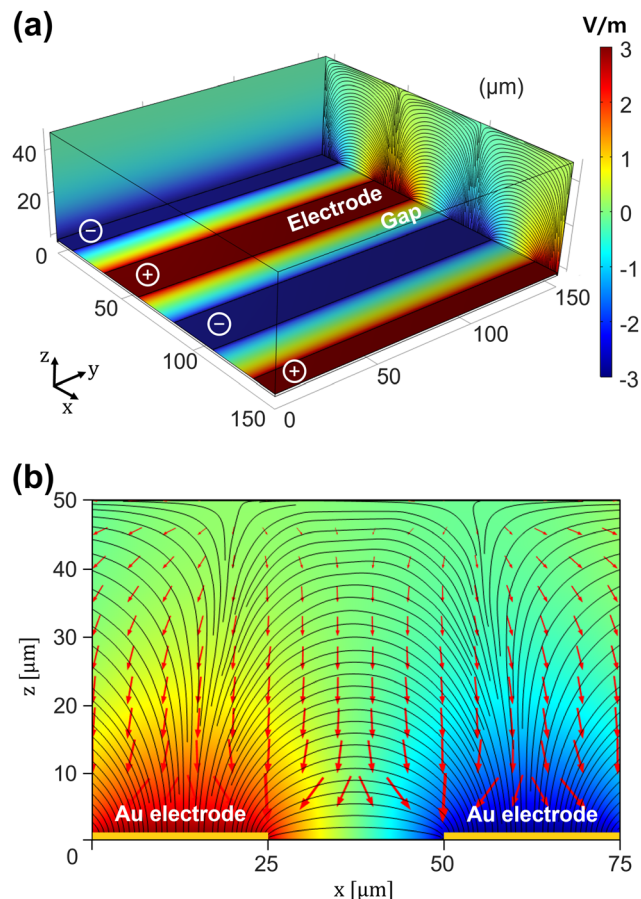 (a)
V/m
3
2
1
0
-1
-2
-3
(μm)
40
20
0
50
100
150
0
50
100
150
Electrode
Gap
−
+
−
+
z
y
x
(b)
50
40
30
20
10
0
z [μm]
Au electrode
Au electrode
25
50
75
x [μm]